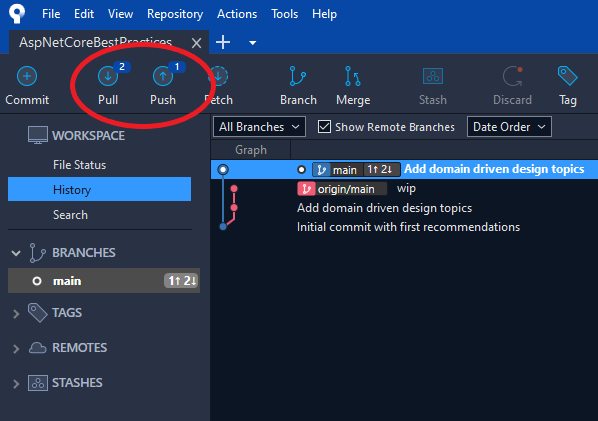 File Edit View Repository Actions Tools Help
AspNetCoreBestPractices
2 1
Commit Pull Push Fetch Branch Merge Stash Discard Tag
WORKSPACE
File Status
History
Search
BRANCHES
main 1↑ 2↓
TAGS
REMOTES
STASHES
All Branches Show Remote Branches Date Order
Graph
main 1↑ 2↓ Add domain driven design topics
origin/main wip
Add domain driven design topics
Initial commit with first recommendations